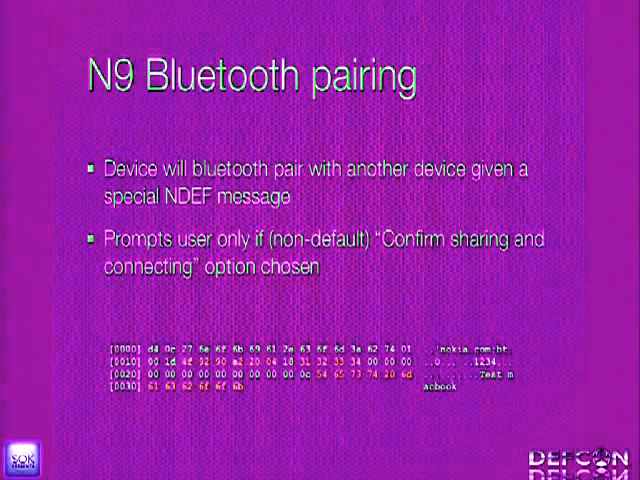 N9 Bluetooth pairing
Device will bluetooth pair with another device given a
special NDEF message
Prompts user only if (non-default) “Confirm sharing and
connecting” option chosen
[0000] d4 0c 27 6e 6f 6b 69 61 2e 63 6f 6d 3a 62 74 01 ..'nokia.com:bt.
[0010] 00 1d 4f 92 90 a2 20 04 18 31 32 33 34 00 00 00 ..O... ..1234...
[0020] 00 00 00 00 00 00 00 00 0c 54 65 73 74 20 6d .........Test m
[0030] 61 63 62 6f 6f 6b acbook
SOK
DEFCON